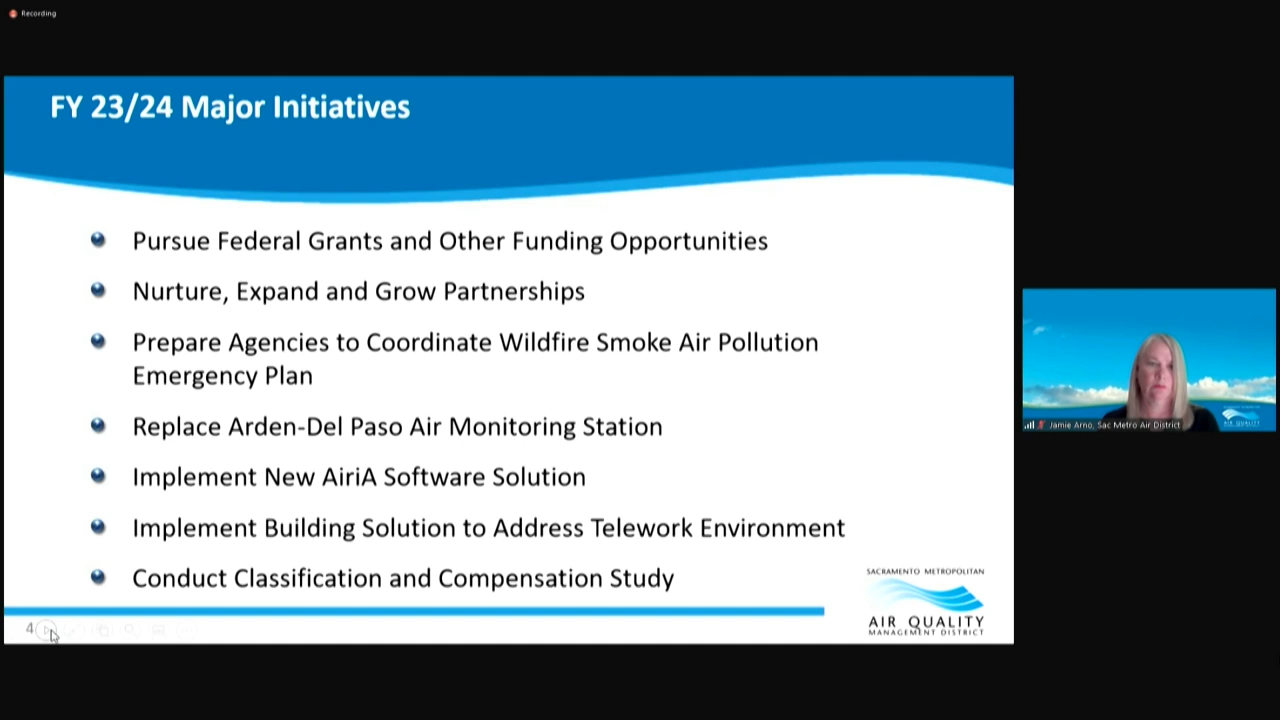 Recording
FY 23/24 Major Initiatives
Pursue Federal Grants and Other Funding Opportunities
Nurture, Expand and Grow Partnerships
Prepare Agencies to Coordinate Wildfire Smoke Air Pollution
Emergency Plan
Replace Arden-Del Paso Air Monitoring Station
Implement New AiriA Software Solution
Implement Building Solution to Address Telework Environment
Conduct Classification and Compensation Study
SACRAMENTO METROPOLITAN
AIR QUALITY
MANAGEMENT DISTRICT
4
AIR QUALITY
Jamie Arno, Sac Metro Air District